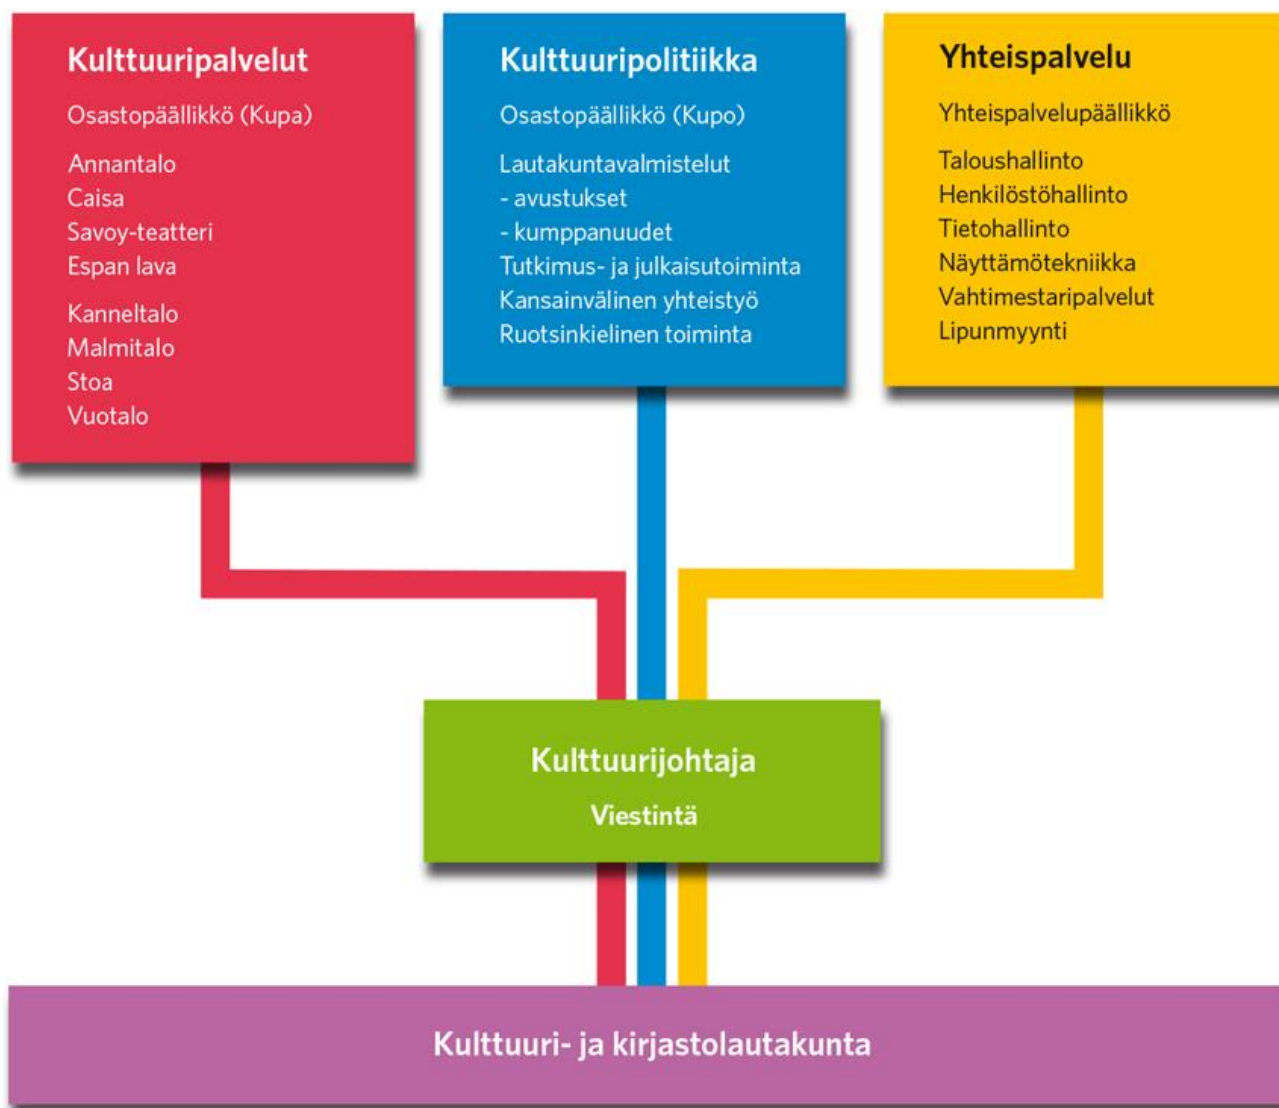 Kulttuuripalvelut
Osastopäällikkö (Kupa)
Annantalo
Caisa
Savoy-teatteri
Espan lava
Kanneltalo
Malmitalo
Stoa
Vuotalo
Kulttuuripolitiikka
Osastopäällikkö (Kupo)
Lautakuntavalmistelut
- avustukset
- kumppanuudet
Tutkimus- ja julkaisutoiminta
Kansainvälinen yhteistyö
Ruotsinkielinen toiminta
Yhteispalvelu
Yhteispalvelupäällikkö
Taloushallinto
Henkilöstöhallinto
Tietohallinto
Näyttämötekniikka
Vahtimestaripalvelut
Lipunmyynti
Kulttuurijohtaja
Viestintä
Kulttuuri- ja kirjastolautakunta